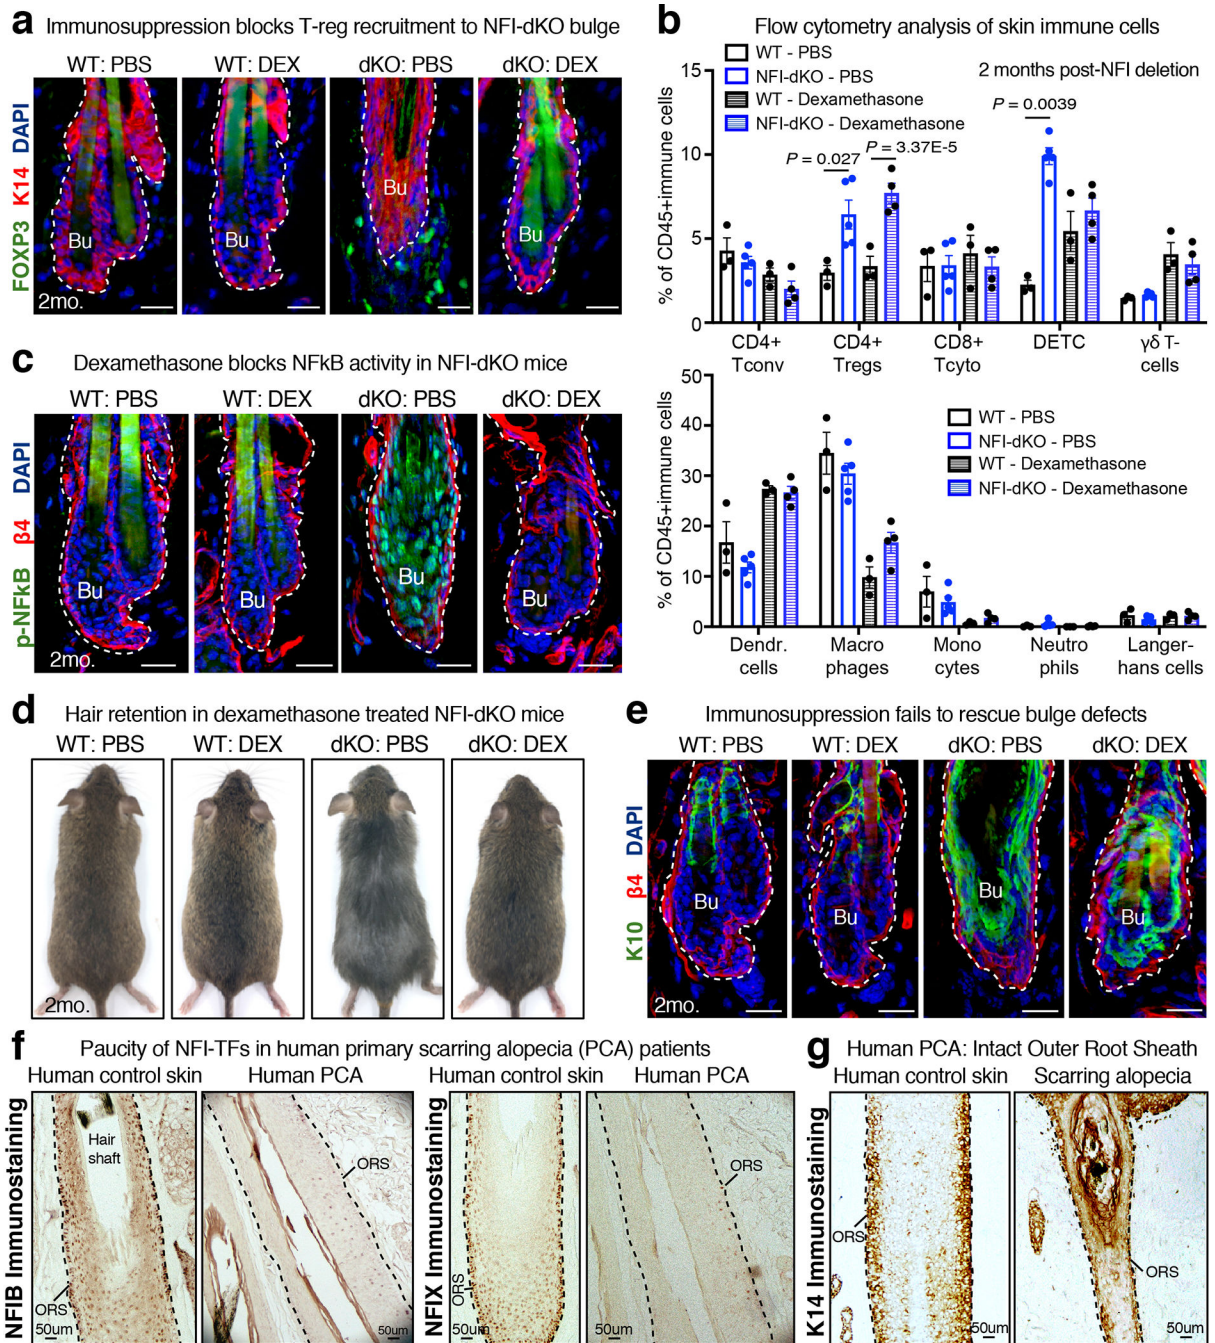 a Immunosuppression blocks T-reg recruitment to NFI-dKO bulge
WT: PBS WT: DEX dKO: PBS dKO: DEX
FOXP3 K14 DAPI
Bu Bu Bu Bu
2mo.
b Flow cytometry analysis of skin immune cells
WT - PBS
NFI-dKO - PBS
WT - Dexamethasone
NFI-dKO - Dexamethasone
2 months post-NFI deletion
P = 0.0039
P = 3.37E-5
P = 0.027
% of CD45+immune cells
15
10
5
0
CD4+ CD4+ CD8+ DETC γδ T-
Tconv Tregs Tcyto cells
% of CD45+immune cells
50
40
30
20
10
0
WT - PBS
NFI-dKO - PBS
WT - Dexamethasone
NFI-dKO - Dexamethasone
Dendr. Macro Mono Neutro Langer-
cells phages cytes phils hans cells
c Dexamethasone blocks NFkB activity in NFI-dKO mice
WT: PBS WT: DEX dKO: PBS dKO: DEX
p-NFkB β4 DAPI
Bu Bu Bu Bu
2mo.
d Hair retention in dexamethasone treated NFI-dKO mice
WT: PBS WT: DEX dKO: PBS dKO: DEX
2mo.
e Immunosuppression fails to rescue bulge defects
WT: PBS WT: DEX dKO: PBS dKO: DEX
K10 β4 DAPI
Bu Bu Bu Bu
2mo.
f Paucity of NFI-TFs in human primary scarring alopecia (PCA) patients
Human control skin Human PCA Human control skin Human PCA
NFIB Immunostaining
Hair
shaft
ORS
50um
ORS
50um
NFIX Immunostaining
ORS
50um
ORS
50um
g Human PCA: Intact Outer Root Sheath
Human control skin Scarring alopecia
K14 Immunostaining
ORS
50um
ORS
50um